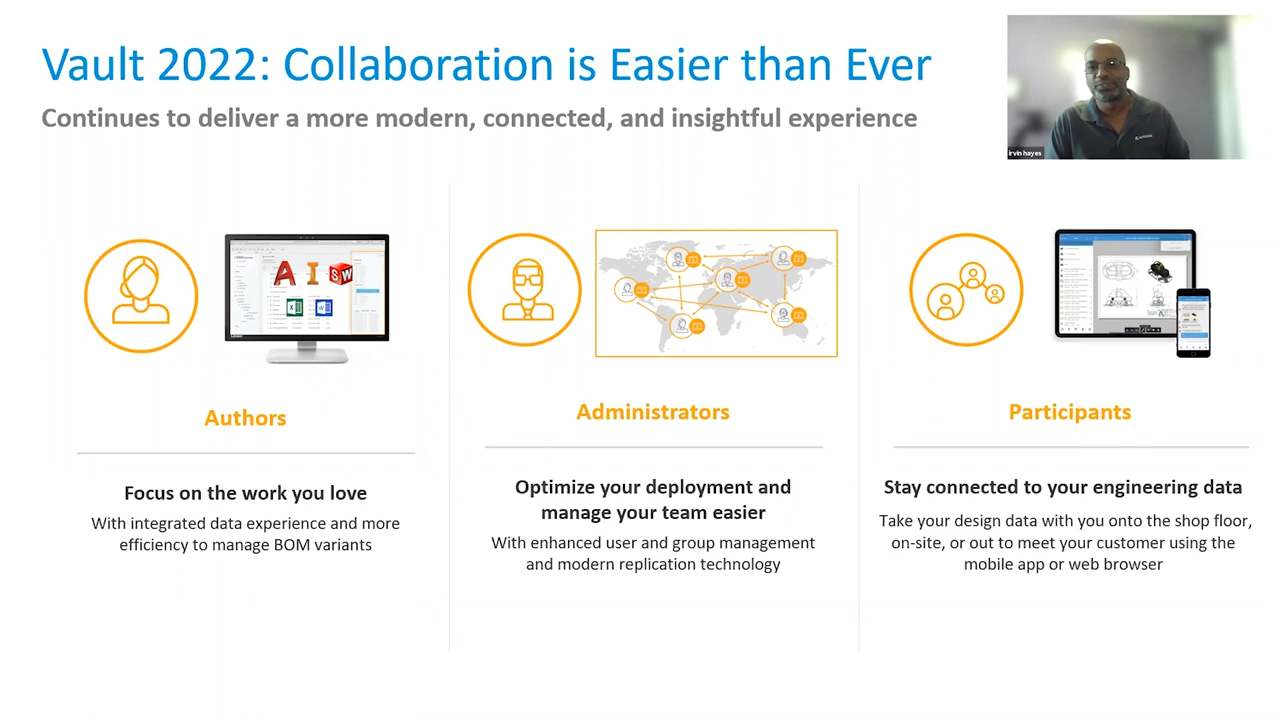 Vault 2022: Collaboration is Easier than Ever
Continues to deliver a more modern, connected, and insightful experience
irvin hayes
Authors
Focus on the work you love
With integrated data experience and more
efficiency to manage BOM variants
Administrators
Optimize your deployment and
manage your team easier
With enhanced user and group management
and modern replication technology
Participants
Stay connected to your engineering data
Take your design data with you onto the shop floor,
on-site, or out to meet your customer using the
mobile app or web browser